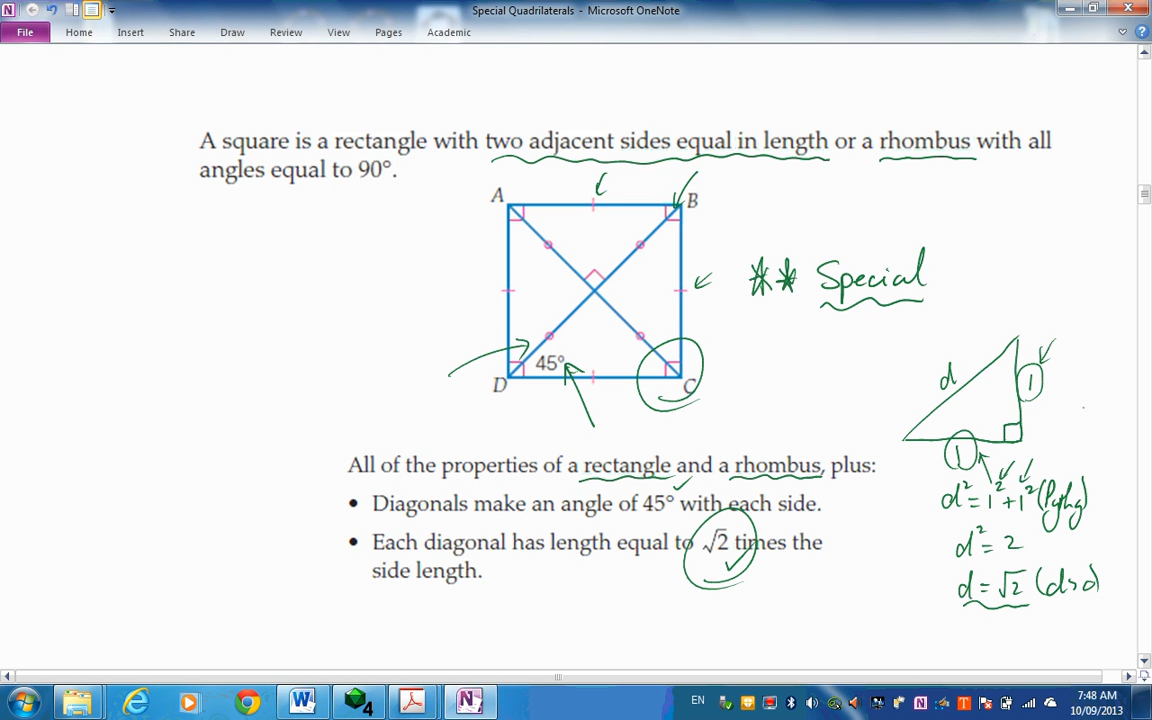 Special Quadrilaterals - Microsoft OneNote
File Home Insert Share Draw Review View Pages Academic
A square is a rectangle with two adjacent sides equal in length or a rhombus with all
angles equal to 90°.
A B
** Special
45°
D C
d 1
1
All of the properties of a rectangle and a rhombus, plus:
d² = 1² + 1² (Pythg)
• Diagonals make an angle of 45° with each side.
d² = 2
• Each diagonal has length equal to √2 times the
side length.
d = √2 (d>0)
EN
7:48 AM
10/09/2013